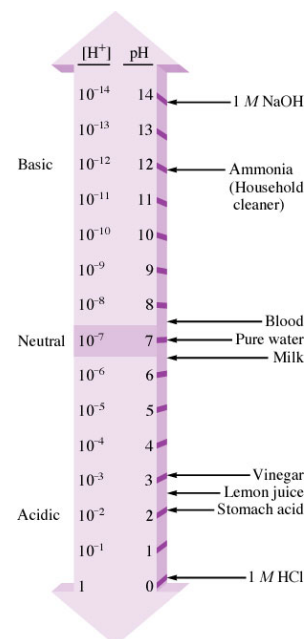 [H⁺] pH
10⁻¹⁴ 14
1 M NaOH
10⁻¹³ 13
Basic 10⁻¹² 12
Ammonia
(Household
cleaner)
10⁻¹¹ 11
10⁻¹⁰ 10
10⁻⁹ 9
10⁻⁸ 8
Blood
Neutral 10⁻⁷ 7 Pure water
Milk
10⁻⁶ 6
10⁻⁵ 5
10⁻⁴ 4
10⁻³ 3 Vinegar
Lemon juice
Acidic 10⁻² 2 Stomach acid
10⁻¹ 1
1 0 1 M HCl